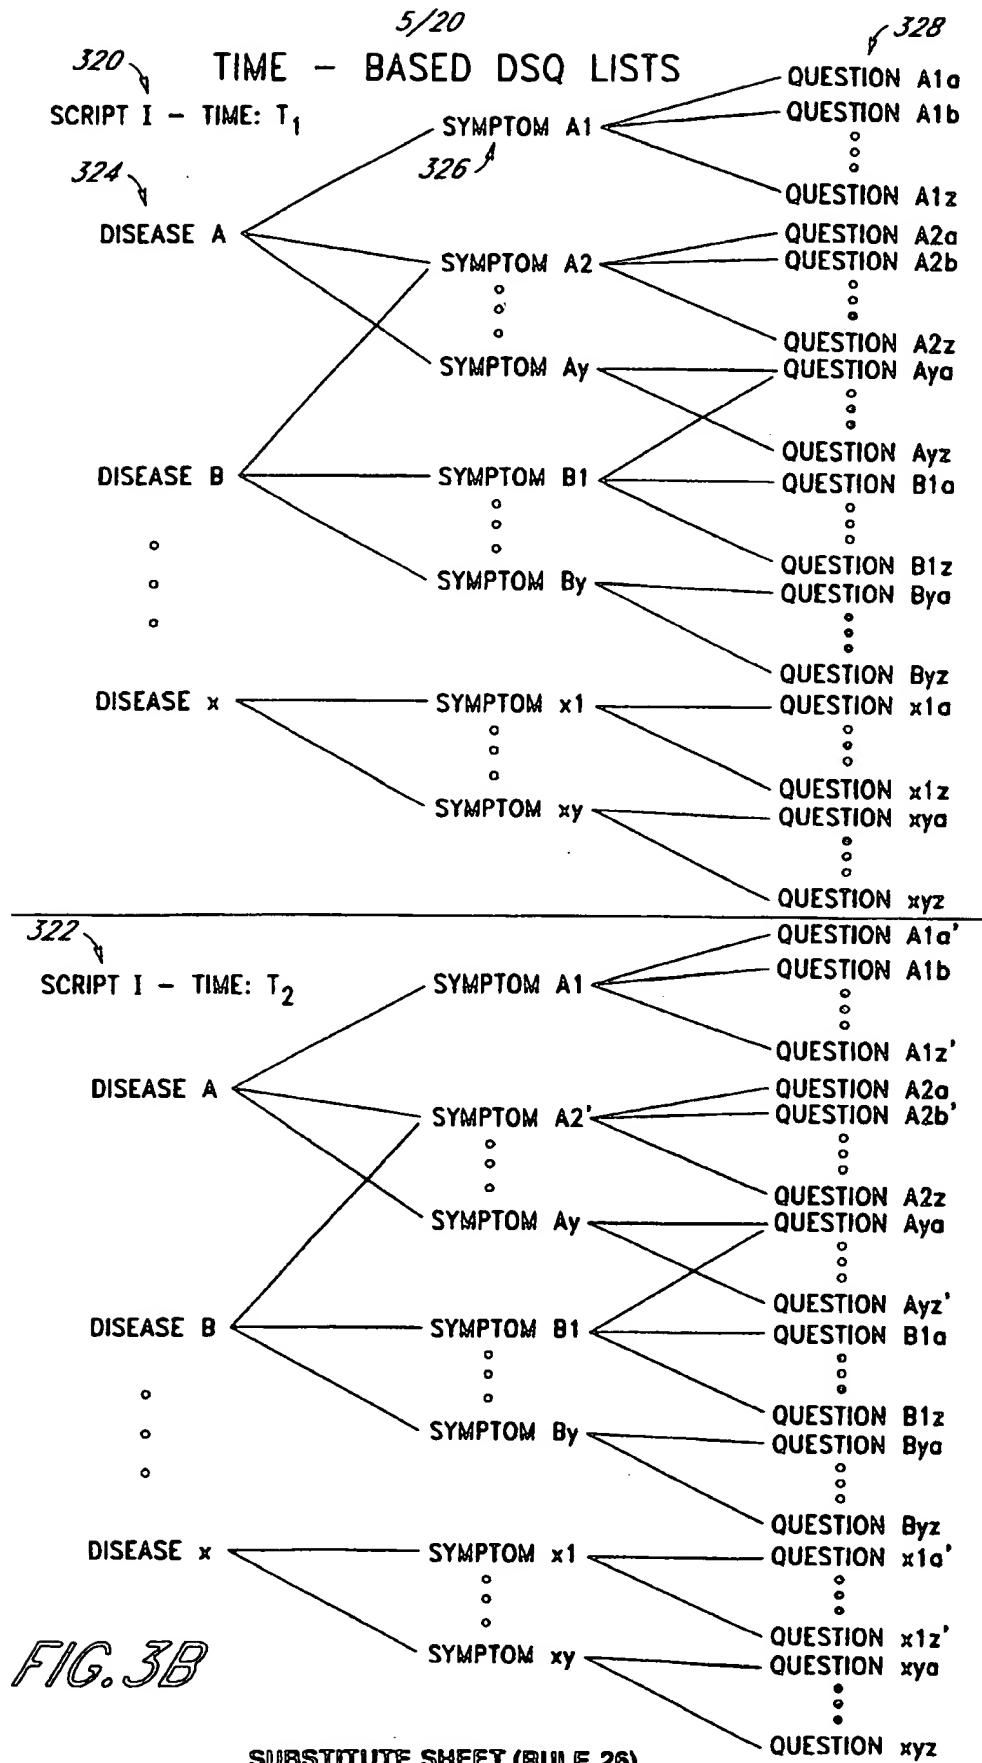 5/20
TIME - BASED DSQ LISTS
320
328
SCRIPT I - TIME: T₁
324
326
DISEASE A
SYMPTOM A1
QUESTION A1a
QUESTION A1b
QUESTION A1z
SYMPTOM A2
QUESTION A2a
QUESTION A2b
QUESTION A2z
SYMPTOM Ay
QUESTION Aya
QUESTION Ayz
DISEASE B
SYMPTOM B1
QUESTION B1a
QUESTION B1z
SYMPTOM By
QUESTION Bya
QUESTION Byz
DISEASE x
SYMPTOM x1
QUESTION x1a
QUESTION x1z
SYMPTOM xy
QUESTION xya
QUESTION xyz
322
SCRIPT I - TIME: T₂
DISEASE A
SYMPTOM A1
QUESTION A1a'
QUESTION A1b
QUESTION A1z'
SYMPTOM A2'
QUESTION A2a
QUESTION A2b'
QUESTION A2z
SYMPTOM Ay
QUESTION Aya
QUESTION Ayz'
DISEASE B
SYMPTOM B1
QUESTION B1a
QUESTION B1z
SYMPTOM By
QUESTION Bya
QUESTION Byz
DISEASE x
SYMPTOM x1
QUESTION x1a'
QUESTION x1z'
SYMPTOM xy
QUESTION xya
QUESTION xyz
FIG. 3B
SUBSTITUTE SHEET (RULE 26)